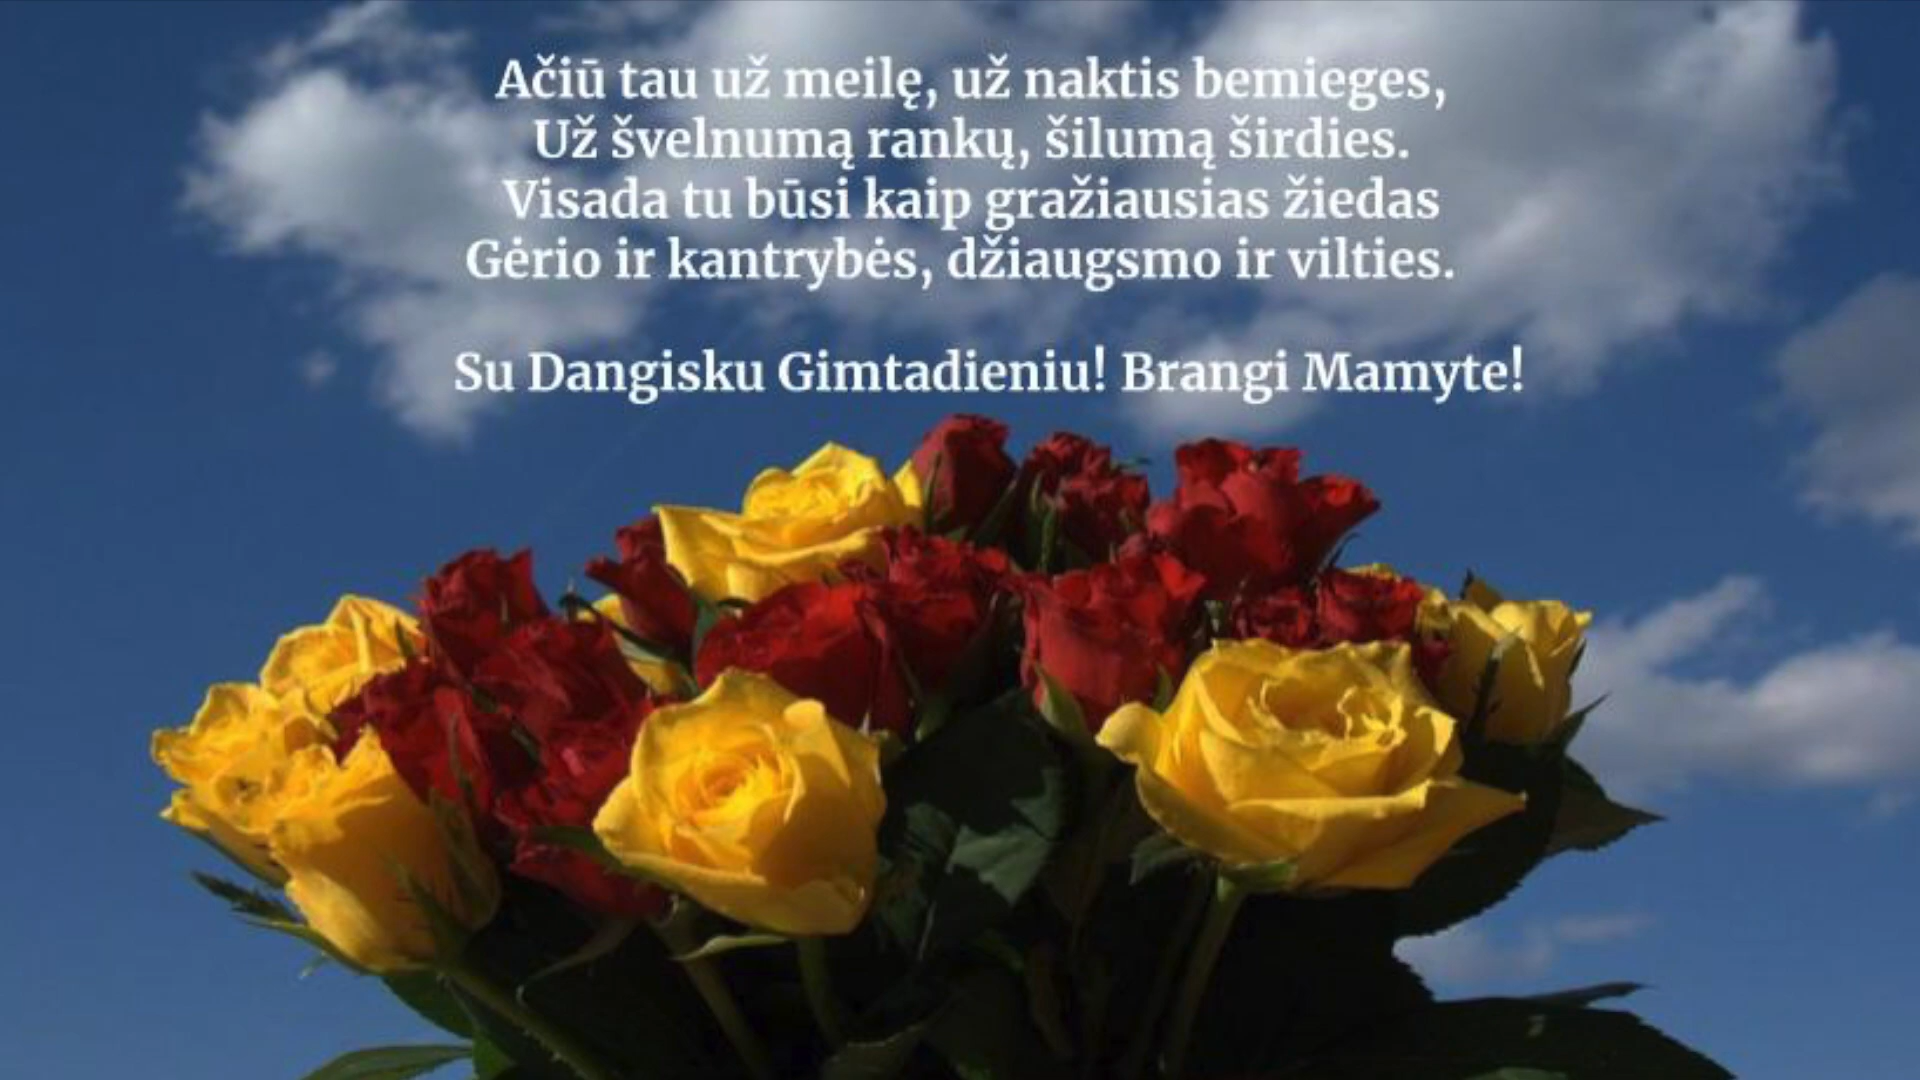 Ačiū tau už meilę, už naktis bemieges,
Už švelnumą rankų, šilumą širdies.
Visada tu būsi kaip gražiausias žiedas
Gėrio ir kantrybės, džiaugsmo ir vilties.
Su Dangisku Gimtadieniu! Brangi Mamyte!